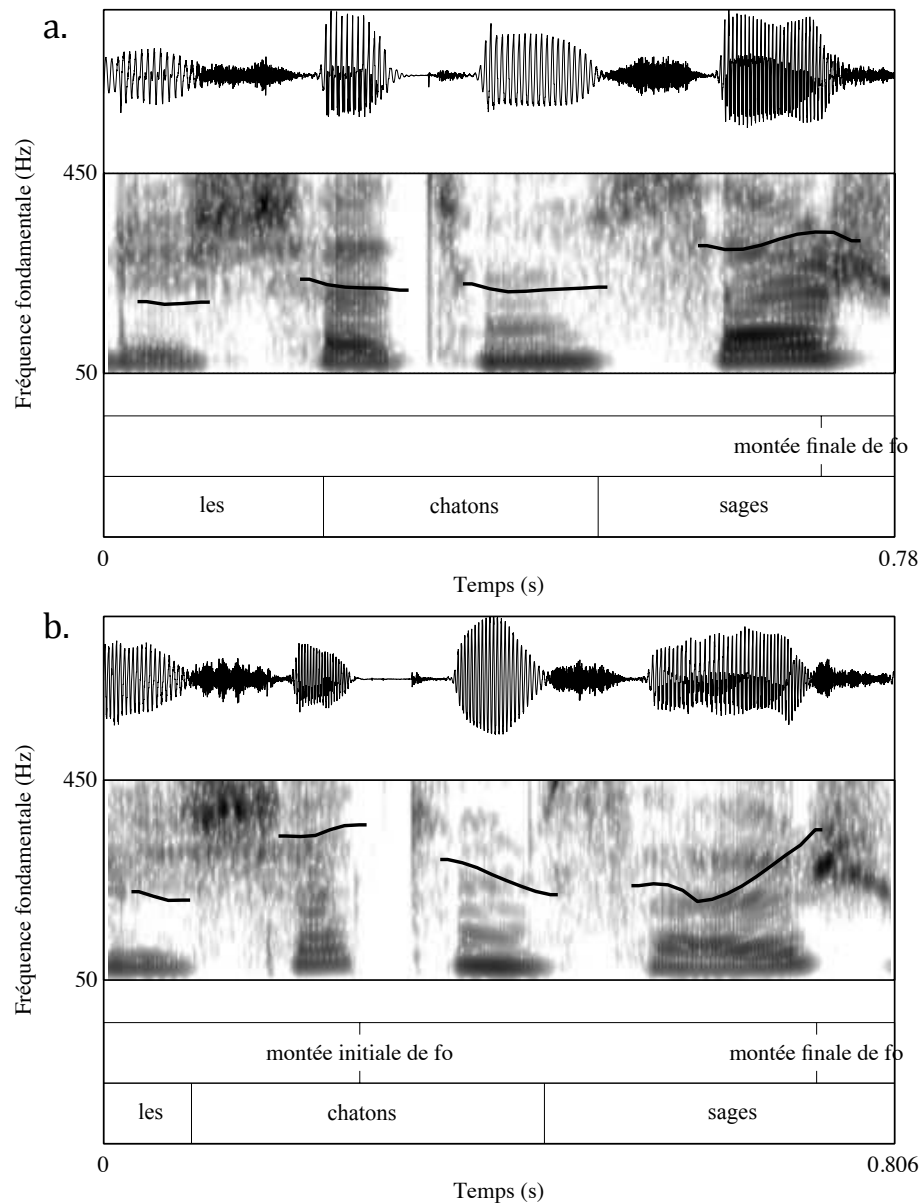 a.
Fréquence fondamentale (Hz)
450
50
montée finale de fo
les chatons sages
0 0.78
Temps (s)
b.
Fréquence fondamentale (Hz)
450
50
montée initiale de fo montée finale de fo
les chatons sages
0 0.806
Temps (s)